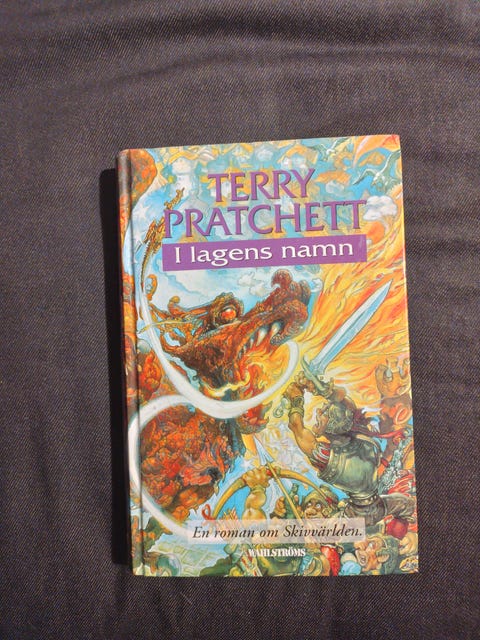 TERRY
PRATCHETT
I lagens namn
En roman om Skivvärlden.
WAHLSTRÖMS